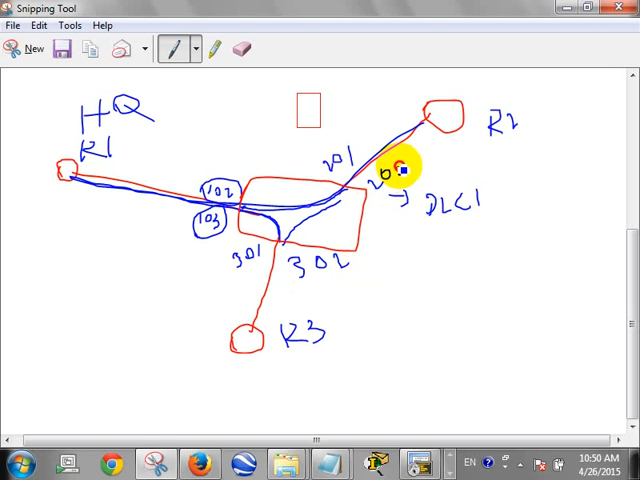 Snipping Tool
File Edit Tools Help
New
HQ
R1
R2
201
102
20
DLCI
103
301
302
R3
EN
10:50 AM
4/26/2015